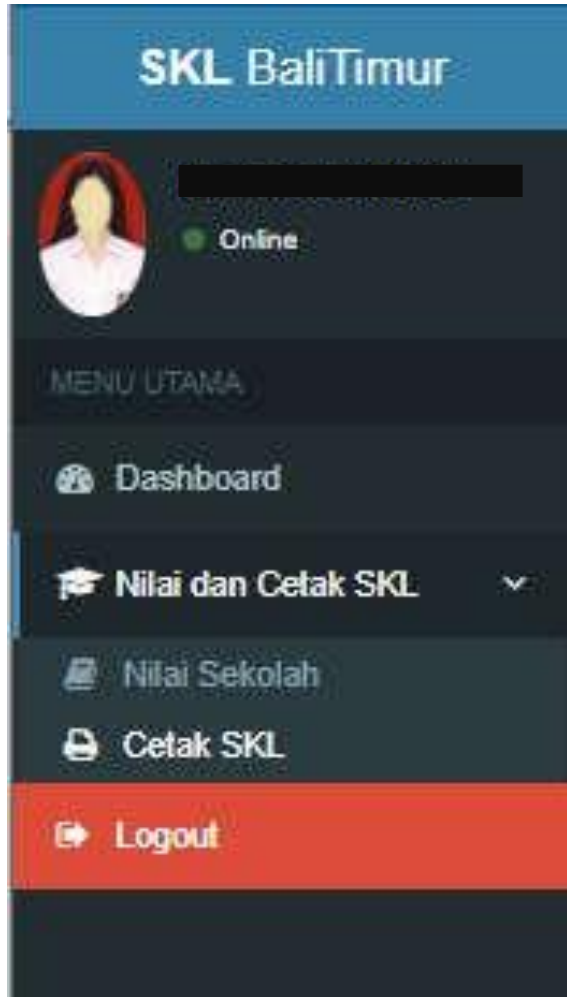 SKL BaliTimur
Online
MENU UTAMA
Dashboard
Nilai dan Cetak SKL
Nilai Sekolah
Cetak SKL
Logout